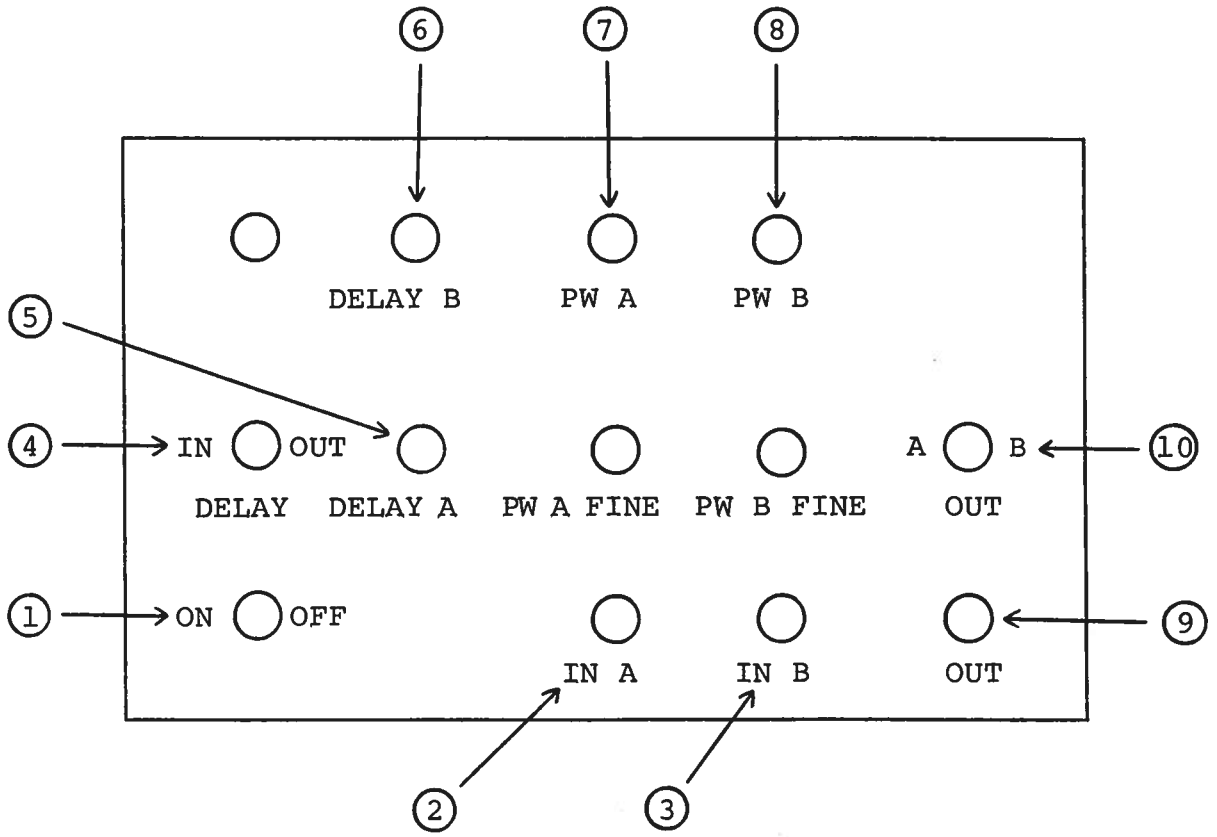 6 7 8
DELAY B PW A PW B
5
4 IN OUT A B 10
DELAY DELAY A PW A FINE PW B FINE OUT
1 ON OFF 9
IN A IN B OUT
2 3